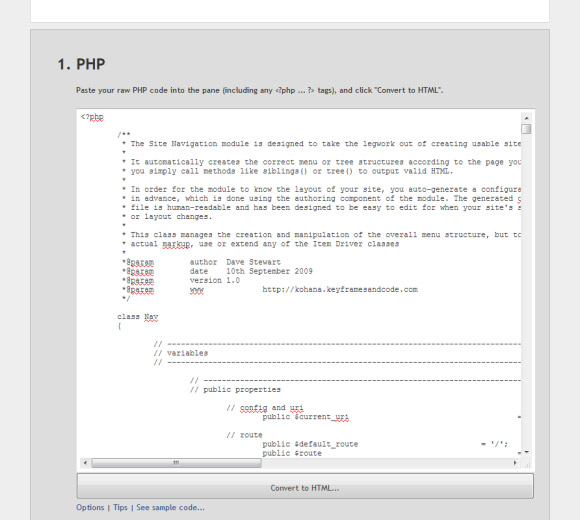 1. PHP
Paste your raw PHP code into the pane (including any <?php ... ?> tags), and click "Convert to HTML".
<?php
/**
* The Site Navigation module is designed to take the legwork out of creating usable site
*
* It automatically creates the correct menu or tree structures according to the page you
* you simply call methods like siblings() or tree() to output valid HTML.
*
* In order for the module to know the layout of your site, you auto-generate a configura
* in advance, which is done using the authoring component of the module. The generated
* file is human-readable and has been designed to be easy to edit for when your site's
* or layout changes.
*
* This class manages the creation and manipulation of the overall menu structure, but to
* actual markup, use or extend any of the Item Driver classes
*
*@param author Dave Stewart
*@param date 10th September 2009
*@param version 1.0
*@param www http://kohana.keyframesandcode.com
*/
class Nav
{
// ----------------------------------------------------------------
// variables
// ----------------------------------------------------------------
// --------------------------------------------------------
// public properties
// config and uri
public $current_uri =
// route
public $default_route = '/';
public $route =
Convert to HTML...
Options | Tips | See sample code...